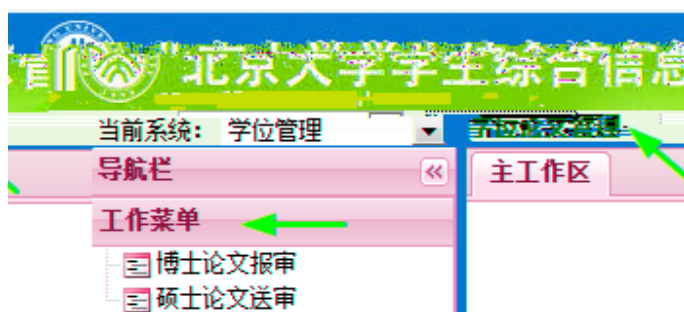 北京大学学生综合信息
当前系统： 学位管理
导航栏
主工作区
工作菜单
博士论文报审
硕士论文送审